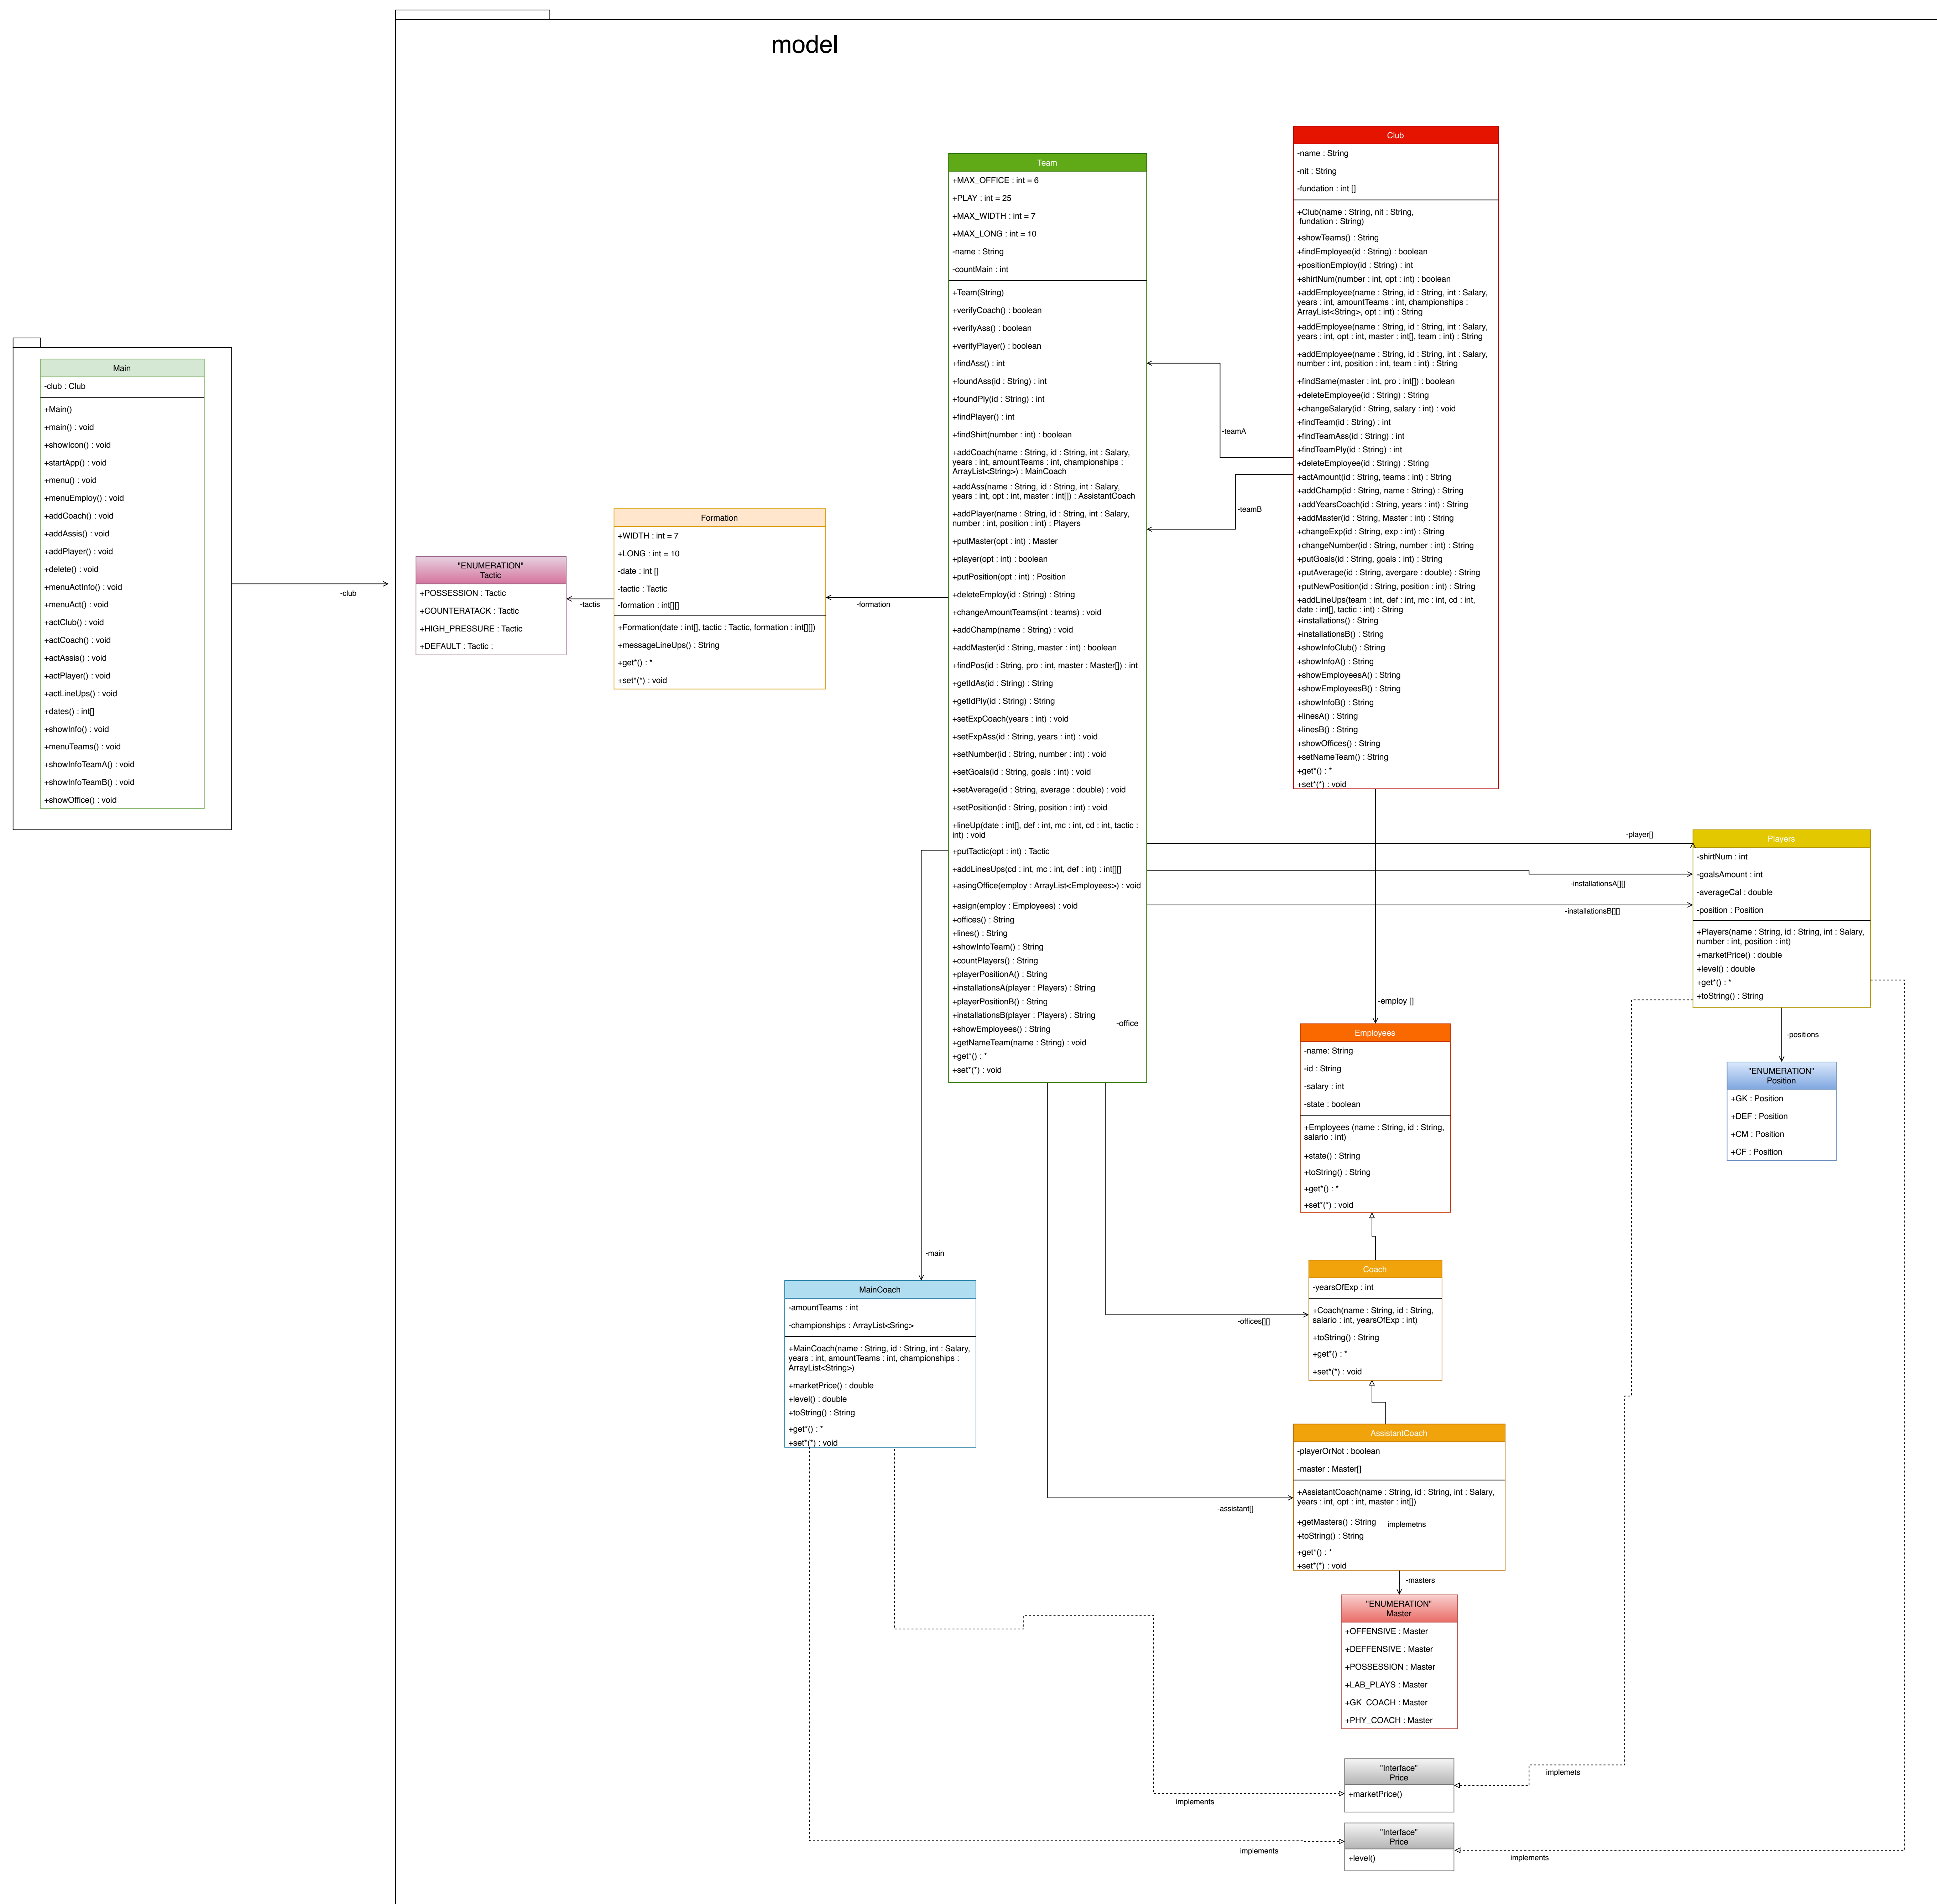 model
Main
-club : Club
+Main()
+main() : void
+showIcon() : void
+startApp() : void
+menu() : void
+menuEmploy() : void
+addCoach() : void
+addAssis() : void
+addPlayer() : void
+delete() : void
+menuActInfo() : void
+menuAct() : void
+actClub() : void
+actCoach() : void
+actAssis() : void
+actPlayer() : void
+actLineUps() : void
+dates() : int[]
+showInfo() : void
+menuTeams() : void
+showInfoTeamA() : void
+showInfoTeamB() : void
+showOffice() : void
-club
"ENUMERATION"
Tactic
+POSSESSION : Tactic
+COUNTERATACK : Tactic
+HIGH_PRESSURE : Tactic
+DEFAULT : Tactic :
-tactis
Formation
+WIDTH : int = 7
+LONG : int = 10
-date : int []
-tactic : Tactic
-formation : int[][]
+Formation(date : int[], tactic : Tactic, formation : int[][])
+messageLineUps() : String
+get*() : *
+set*(*) : void
-formation
Team
+MAX_OFFICE : int = 6
+PLAY : int = 25
+MAX_WIDTH : int = 7
+MAX_LONG : int = 10
-name : String
-countMain : int
+Team(String)
+verifyCoach() : boolean
+verifyAss() : boolean
+verifyPlayer() : boolean
+findAss() : int
+foundAss(id : String) : int
+foundPly(id : String) : int
+findPlayer() : int
+findShirt(number : int) : boolean
+addCoach(name : String, id : String, int : Salary,
years : int, amountTeams : int, championships :
ArrayList<String>) : MainCoach
+addAss(name : String, id : String, int : Salary,
years : int, opt : int, master : int[]) : AssistantCoach
+addPlayer(name : String, id : String, int : Salary,
number : int, position : int) : Players
+putMaster(opt : int) : Master
+player(opt : int) : boolean
+putPosition(opt : int) : Position
+deleteEmploy(id : String) : String
+changeAmountTeams(int : teams) : void
+addChamp(name : String) : void
+addMaster(id : String, master : int) : boolean
+findPos(id : String, pro : int, master : Master[]) : int
+getIdAs(id : String) : String
+getIdPly(id : String) : String
+setExpCoach(years : int) : void
+setExpAss(id : String, years : int) : void
+setNumber(id : String, number : int) : void
+setGoals(id : String, goals : int) : void
+setAverage(id : String, average : double) : void
+setPosition(id : String, position : int) : void
+lineUp(date : int[], def : int, mc : int, cd : int, tactic :
int) : void
+putTactic(opt : int) : Tactic
+addLinesUps(cd : int, mc : int, def : int) : int[][]
+asingOffice(employ : ArrayList<Employees>) : void
+asign(employ : Employees) : void
+offices() : String
+lines() : String
+showInfoTeam() : String
+countPlayers() : String
+playerPositionA() : String
+installationsA(player : Players) : String
+playerPositionB() : String
+installationsB(player : Players) : String
+showEmployees() : String
+getNameTeam(name : String) : void
+get*() : *
+set*(*) : void
-office
-teamA
-teamB
Club
-name : String
-nit : String
-fundation : int []
+Club(name : String, nit : String,
fundation : String)
+showTeams() : String
+findEmployee(id : String) : boolean
+positionEmploy(id : String) : int
+shirtNum(number : int, opt : int) : boolean
+addEmployee(name : String, id : String, int : Salary,
years : int, amountTeams : int, championships :
ArrayList<String>, opt : int) : String
+addEmployee(name : String, id : String, int : Salary,
years : int, opt : int, master : int[], team : int) : String
+addEmployee(name : String, id : String, int : Salary,
number : int, position : int, team : int) : String
+findSame(master : int, pro : int[]) : boolean
+deleteEmployee(id : String) : String
+changeSalary(id : String, salary : int) : void
+findTeam(id : String) : int
+findTeamAss(id : String) : int
+findTeamPly(id : String) : int
+deleteEmployee(id : String) : String
+actAmount(id : String, teams : int) : String
+addChamp(id : String, name : String) : String
+addYearsCoach(id : String, years : int) : String
+addMaster(id : String, Master : int) : String
+changeExp(id : String, exp : int) : String
+changeNumber(id : String, number : int) : String
+putGoals(id : String, goals : int) : String
+putAverage(id : String, avergare : double) : String
+putNewPosition(id : String, position : int) : String
+addLineUps(team : int, def : int, mc : int, cd : int,
date : int[], tactic : int) : String
+installations() : String
+installationsB() : String
+showInfoClub() : String
+showInfoA() : String
+showEmployeesA() : String
+showEmployeesB() : String
+showInfoB() : String
+linesA() : String
+linesB() : String
+showOffices() : String
+setNameTeam() : String
+get*() : *
+set*(*) : void
-player[]
-installationsA[][]
-installationsB[][]
Players
-shirtNum : int
-goalsAmount : int
-averageCal : double
-position : Position
+Players(name : String, id : String, int : Salary,
number : int, position : int)
+marketPrice() : double
+level() : double
+get*() : *
+toString() : String
-positions
"ENUMERATION"
Position
+GK : Position
+DEF : Position
+CM : Position
+CF : Position
-employ []
Employees
-name: String
-id : String
-salary : int
-state : boolean
+Employees (name : String, id : String,
salario : int)
+state() : String
+toString() : String
+get*() : *
+set*(*) : void
Coach
-yearsOfExp : int
+Coach(name : String, id : String,
salario : int, yearsOfExp : int)
+toString() : String
+get*() : *
+set*(*) : void
-offices[][]
-main
MainCoach
-amountTeams : int
-championships : ArrayList<Sring>
+MainCoach(name : String, id : String, int : Salary,
years : int, amountTeams : int, championships :
ArrayList<String>)
+marketPrice() : double
+level() : double
+toString() : String
+get*() : *
+set*(*) : void
-assistant[]
AssistantCoach
-playerOrNot : boolean
-master : Master[]
+AssistantCoach(name : String, id : String, int : Salary,
years : int, opt : int, master : int[])
+getMasters() : String
implemetns
+toString() : String
+get*() : *
+set*(*) : void
-masters
"ENUMERATION"
Master
+OFFENSIVE : Master
+DEFFENSIVE : Master
+POSSESSION : Master
+LAB_PLAYS : Master
+GK_COACH : Master
+PHY_COACH : Master
"Interface"
Price
+marketPrice()
implemets
implements
"Interface"
Price
+level()
implements
implements